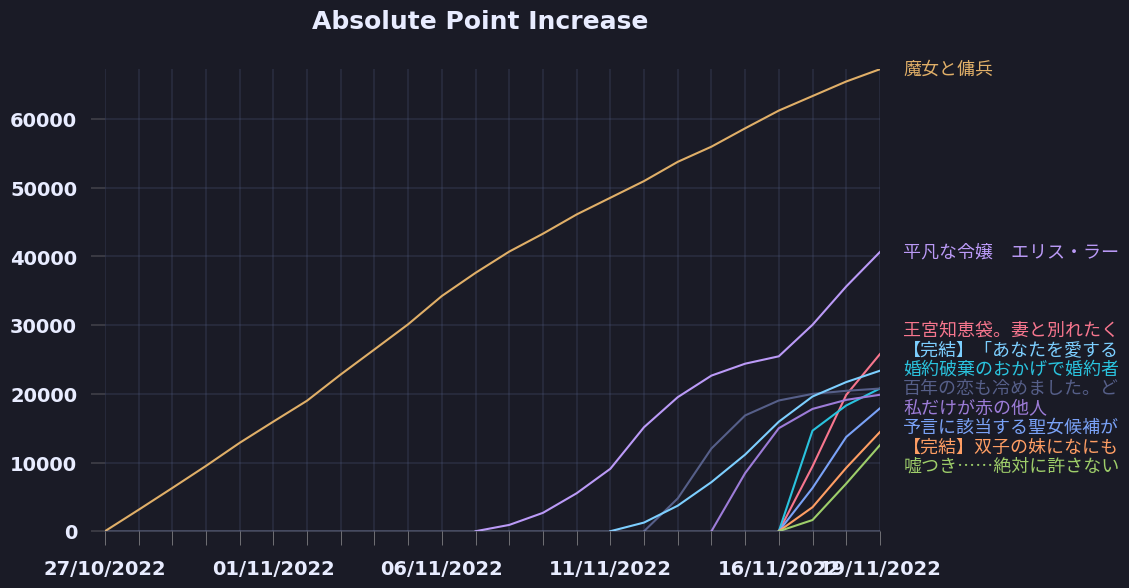 Absolute Point Increase
魔女と傭兵
60000
50000
40000
平凡な令嬢　エリス・ラー
30000
王宮知恵袋。妻と別れたく
【完結】「あなたを愛する
婚約破棄のおかげで婚約者
20000
百年の恋も冷めました。ど
私だけが赤の他人
予言に該当する聖女候補が
【完結】双子の妹になにも
10000
嘘つき……絶対に許さない
0
27/10/2022 01/11/2022 06/11/2022 11/11/2022 16/11/2022 19/11/2022